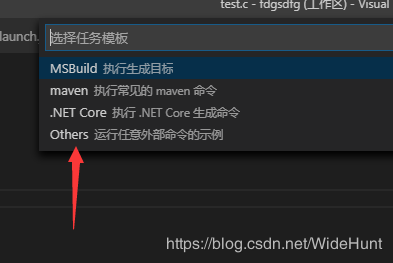 test.c - fdgsdfg (工作区) - Visual
launch.
选择任务模板
MSBuild 执行生成目标
maven 执行常见的 maven 命令
.NET Core 执行 .NET Core 生成命令
Others 运行任意外部命令的示例
https://blog.csdn.net/WideHunt